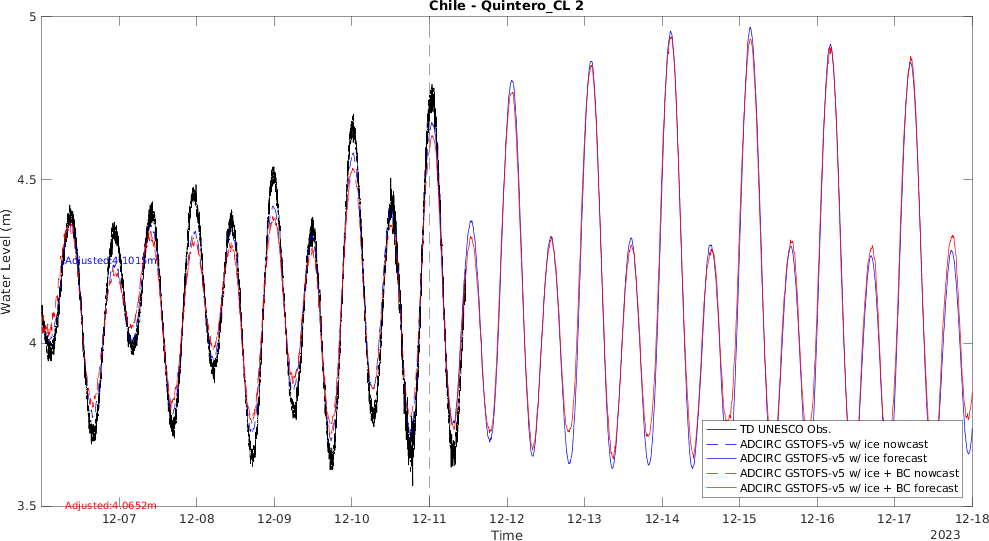 Chile - Quintero_CL 2
5
4.5
4
3.5
Water Level (m)
Adjusted:4.1015m
Adjusted:4.0652m
TD UNESCO Obs.
ADCIRC GSTOFS-v5 w/ ice nowcast
ADCIRC GSTOFS-v5 w/ ice forecast
ADCIRC GSTOFS-v5 w/ ice + BC nowcast
ADCIRC GSTOFS-v5 w/ ice + BC forecast
12-07 12-08 12-09 12-10 12-11 12-12 12-13 12-14 12-15 12-16 12-17 12-18
Time
2023